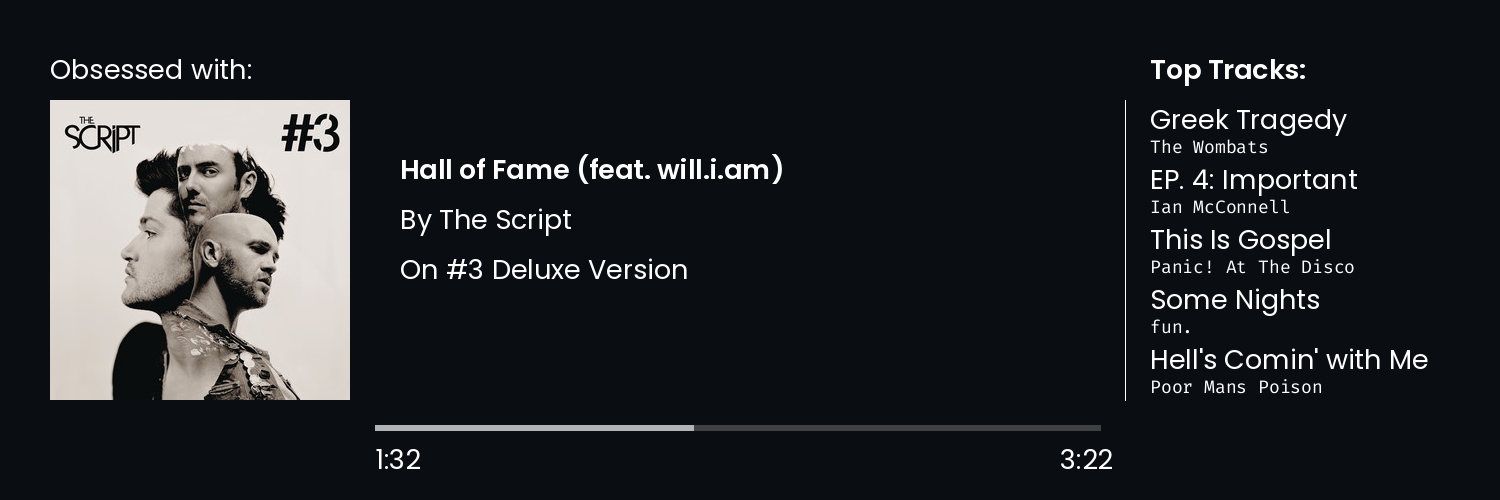 Obsessed with:
THE
SCRIPT
#3
Hall of Fame (feat. will.i.am)
By The Script
On #3 Deluxe Version
1:32
3:22
Top Tracks:
Greek Tragedy
The Wombats
EP. 4: Important
Ian McConnell
This Is Gospel
Panic! At The Disco
Some Nights
fun.
Hell's Comin' with Me
Poor Mans Poison